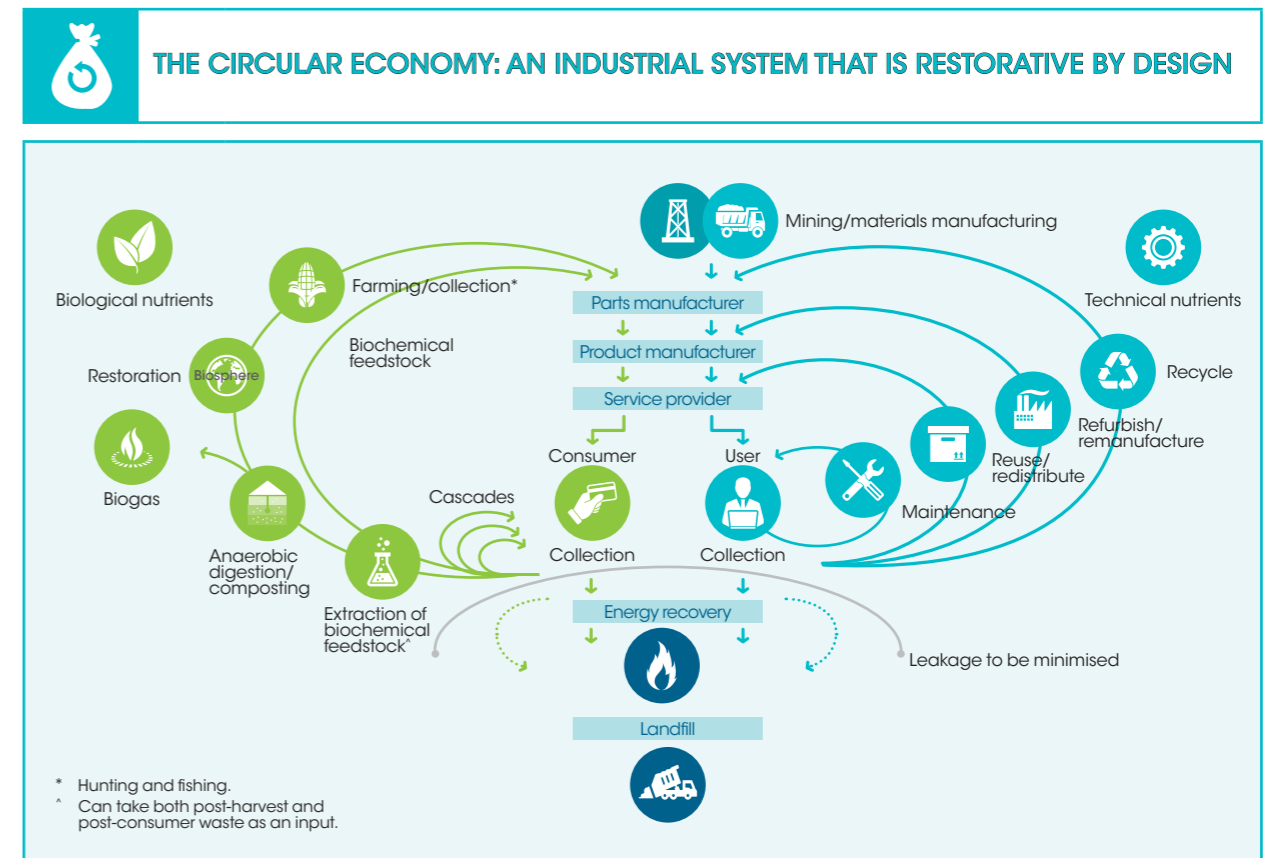 THE CIRCULAR ECONOMY: AN INDUSTRIAL SYSTEM THAT IS RESTORATIVE BY DESIGN
Mining/materials manufacturing
Biological nutrients
Farming/collection*
Technical nutrients
Parts manufacturer
Biochemical
feedstock
Product manufacturer
Restoration
Biosphere
Recycle
Service provider
Refurbish/
remanufacture
Consumer
User
Reuse/
redistribute
Biogas
Cascades
Maintenance
Collection
Collection
Anaerobic
digestion/
composting
Extraction of
biochemical
feedstock^
Energy recovery
Leakage to be minimised
Landfill
* Hunting and fishing.
^ Can take both post-harvest and
post-consumer waste as an input.